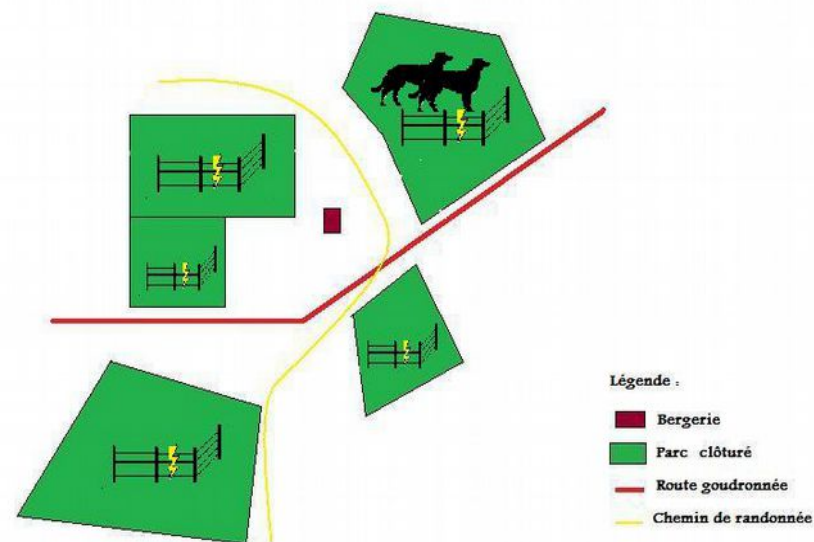 Légende :
Bergerie
Parc clôturé
Route goudronnée
Chemin de randonnée